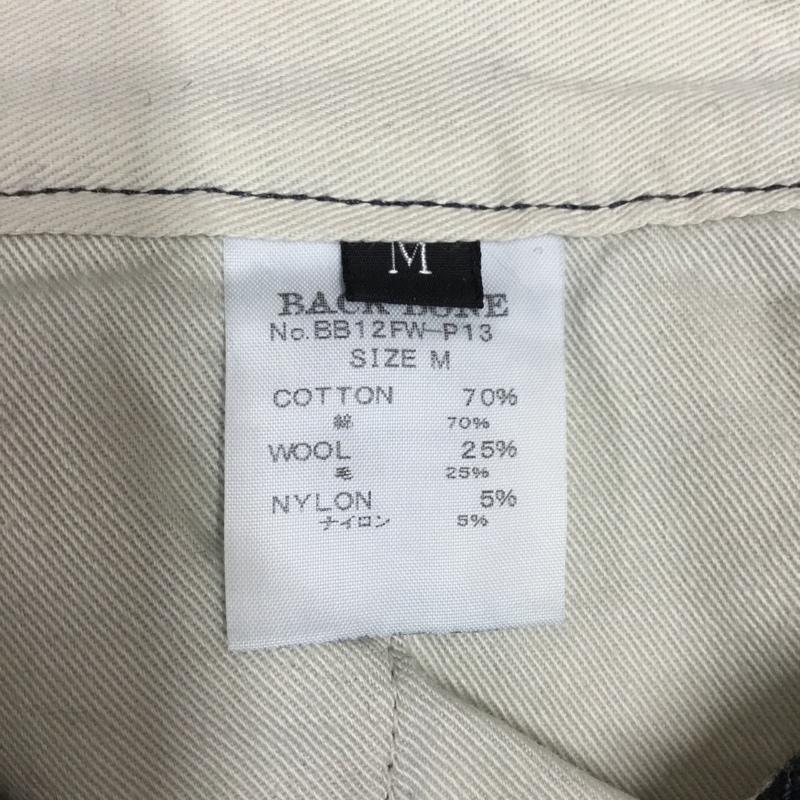 M
BACK BONE
No.BB12FW-P13
SIZE M
COTTON 70%
綿 70%
WOOL 25%
毛 25%
NYLON 5%
ナイロン 5%